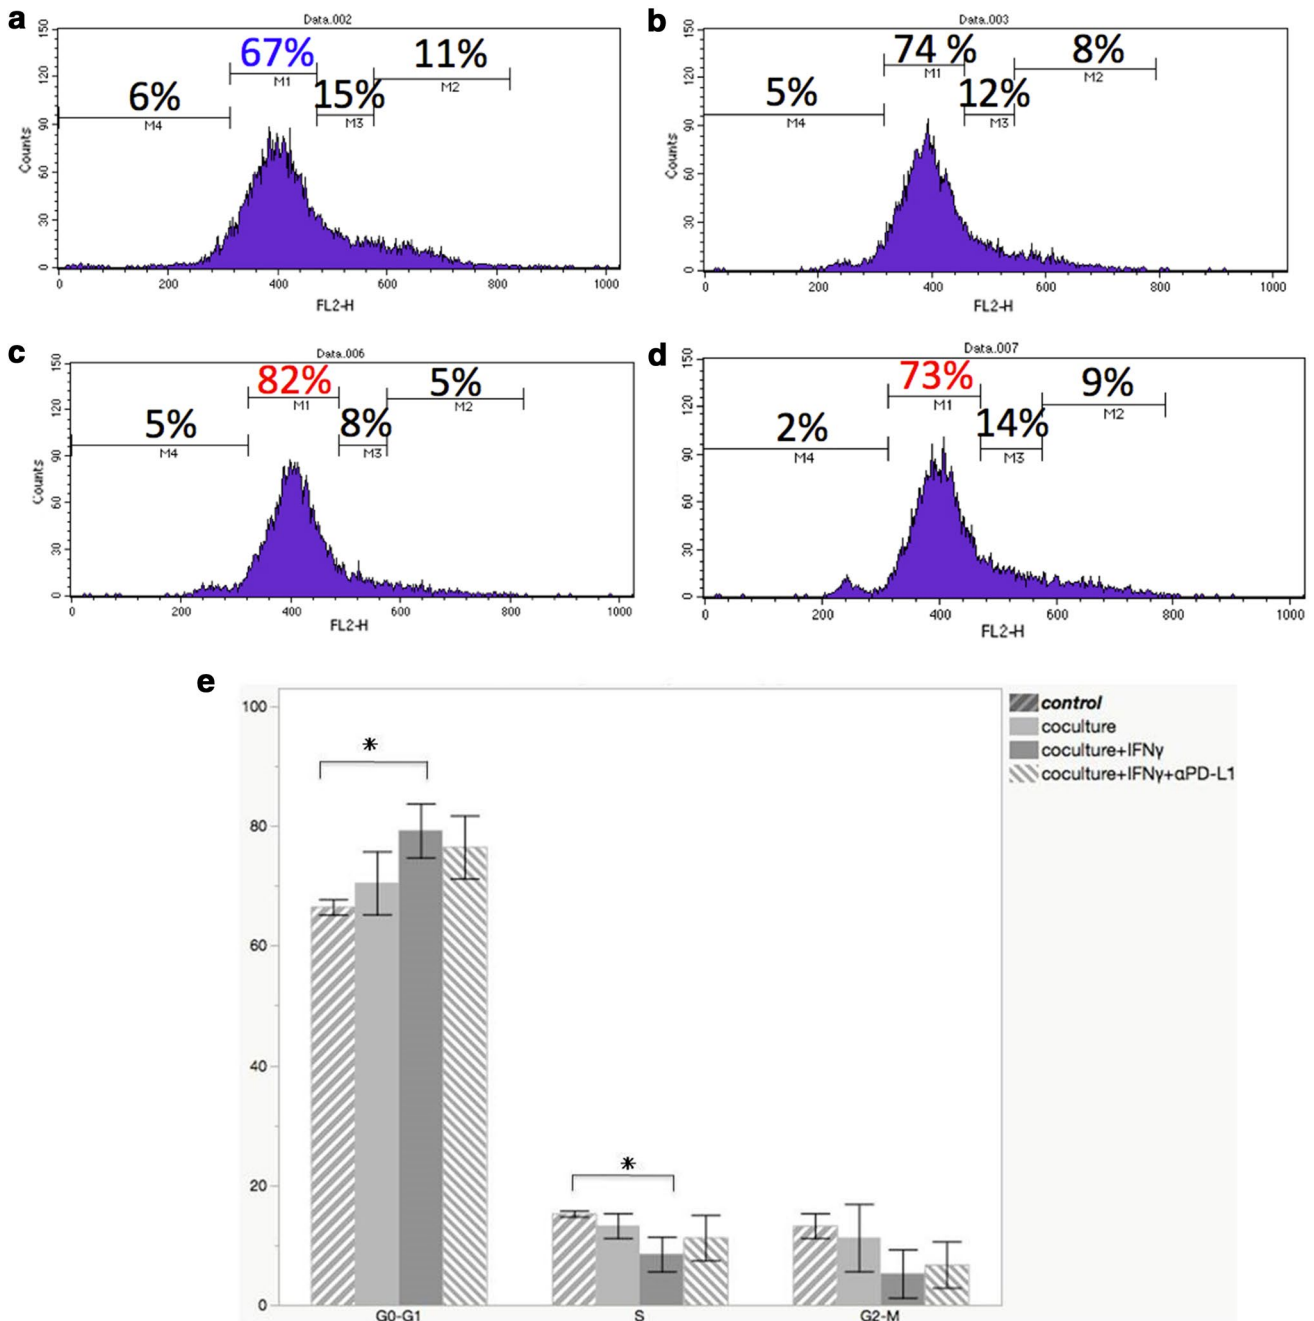 a
Data.002
150
120
90
60
30
0
Counts
67%
M1
11%
M2
6%
M4
15%
M3
0 200 400 600 800 1000
FL2-H
b
Data.003
150
120
90
60
30
0
Counts
74 %
M1
8%
M2
5%
M4
12%
M3
0 200 400 600 800 1000
FL2-H
c
Data.006
150
120
90
60
30
0
Counts
82%
M1
5%
M2
5%
M4
8%
M3
0 200 400 600 800 1000
FL2-H
d
Data.007
150
120
90
60
30
0
73%
M1
9%
M2
2%
M4
14%
M3
0 200 400 600 800 1000
FL2-H
e
100
80
60
40
20
0
*
*
G0-G1 S G2-M
control
coculture
coculture+IFNγ
coculture+IFNγ+αPD-L1